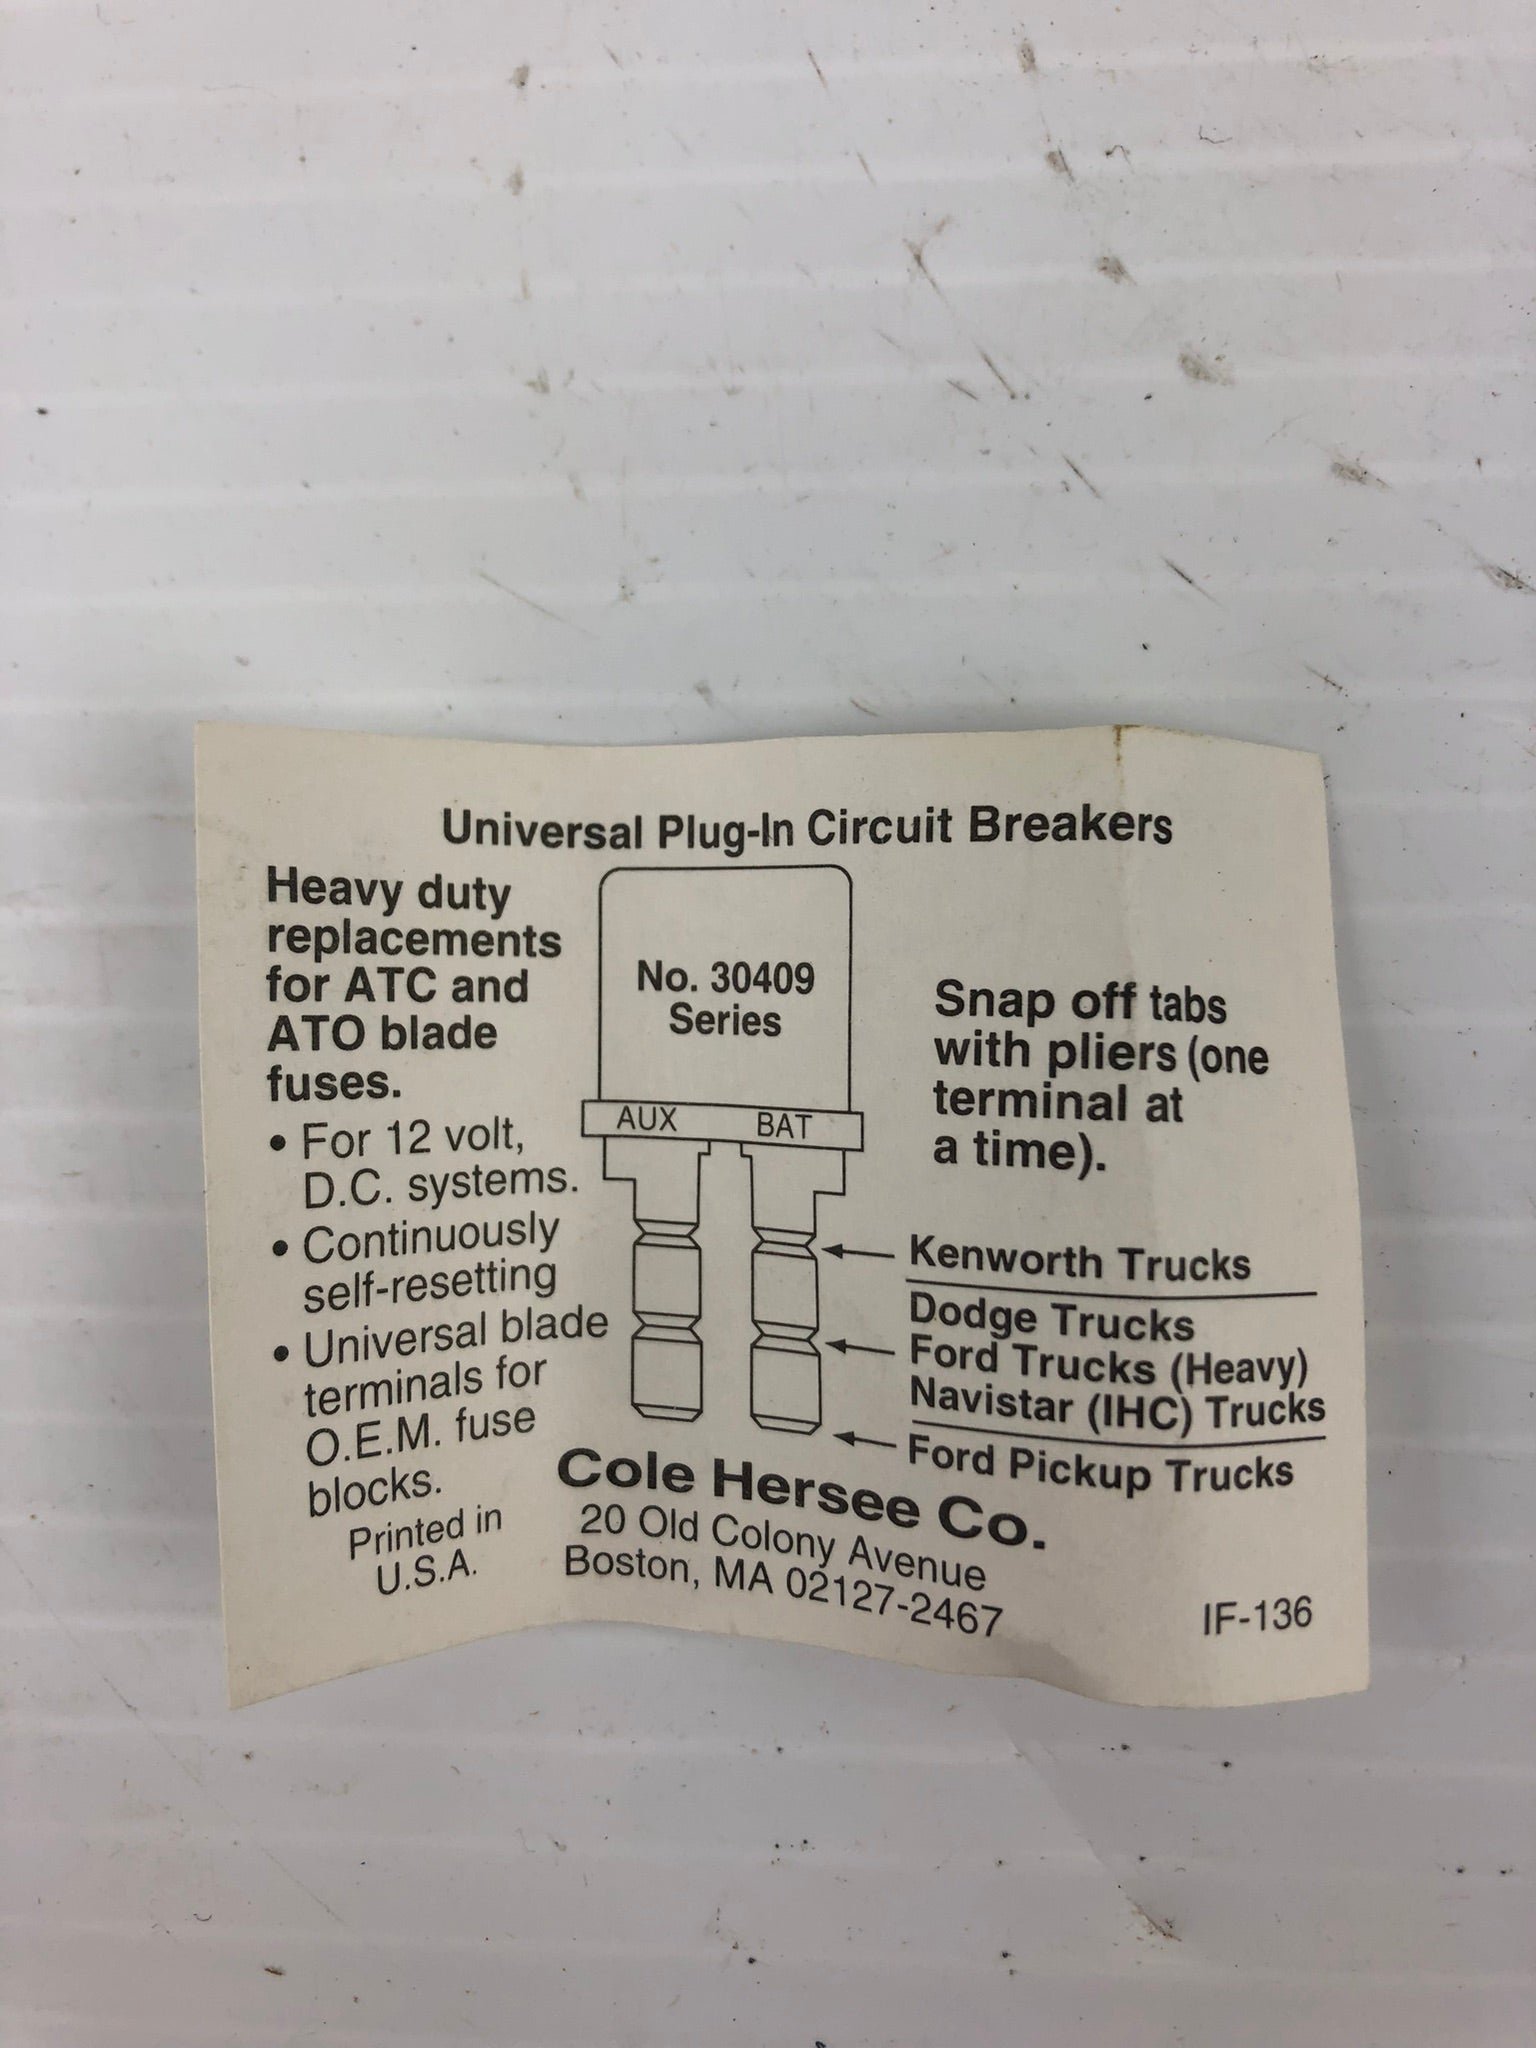 Universal Plug-In Circuit Breakers
Heavy duty
replacements
for ATC and
ATO blade
fuses.
• For 12 volt,
D.C. systems.
• Continuously
self-resetting
• Universal blade
terminals for
O.E.M. fuse
blocks.
Printed in
U.S.A.
No. 30409
Series
AUX BAT
Snap off tabs
with pliers (one
terminal at
a time).
Kenworth Trucks
Dodge Trucks
Ford Trucks (Heavy)
Navistar (IHC) Trucks
Ford Pickup Trucks
Cole Hersee Co.
20 Old Colony Avenue
Boston, MA 02127-2467
IF-136